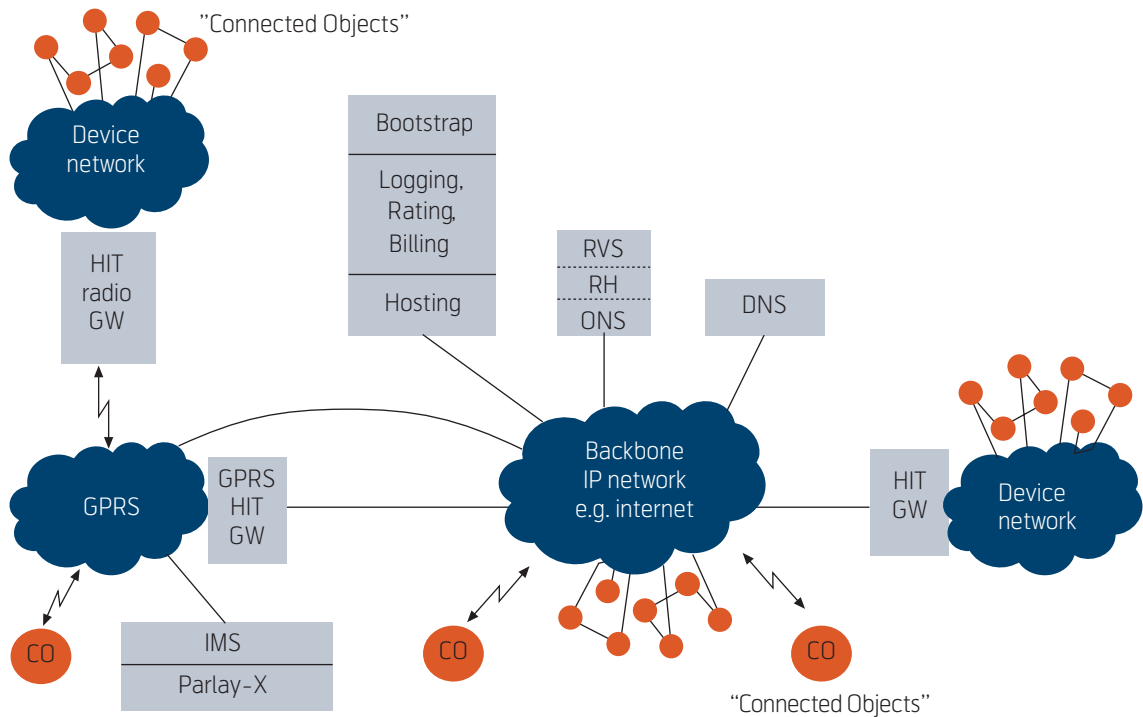 ”Connected Objects”
Device
network
Bootstrap
Logging,
Rating,
Billing
Hosting
RVS
RH
ONS
DNS
HIT
radio
GW
GPRS
GPRS
HIT
GW
Backbone
IP network
e.g. internet
HIT
GW
Device
network
CO
IMS
Parlay-X
CO
CO
“Connected Objects”